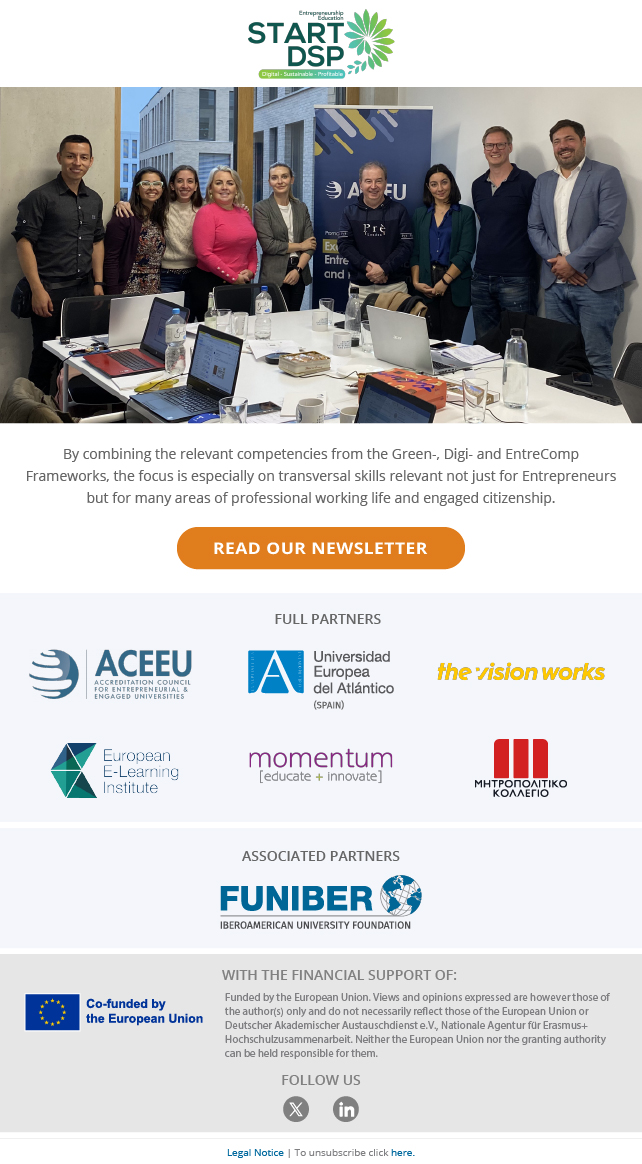 Entrepreneurship
Education
START
DSP
Digital - Sustainable - Profitable
ACEEU
Prè
By combining the relevant competencies from the Green-, Digi- and EntreComp
Frameworks, the focus is especially on transversal skills relevant not just for Entrepreneurs
but for many areas of professional working life and engaged citizenship.
READ OUR NEWSLETTER
FULL PARTNERS
ACEEU
ACCREDITATION COUNCIL
FOR ENTREPRENEURIAL &
ENGAGED UNIVERSITIES
Universidad
Europea
del Atlántico
(SPAIN)
the vision works
European
E-Learning
Institute
momentum
[educate + innovate]
ΜΗΤΡΟΠΟΛΙΤΙΚΟ
ΚΟΛΛΕΓΙΟ
ASSOCIATED PARTNERS
FUNIBER
IBEROAMERICAN UNIVERSITY FOUNDATION
WITH THE FINANCIAL SUPPORT OF:
Co-funded by
the European Union
Funded by the European Union. Views and opinions expressed are however those of
the author(s) only and do not necessarily reflect those of the European Union or
Deutscher Akademischer Austauschdienst e.V., Nationale Agentur für Erasmus+
Hochschulzusammenarbeit. Neither the European Union nor the granting authority
can be held responsible for them.
FOLLOW US
X
in
Legal Notice | To unsubscribe click here.